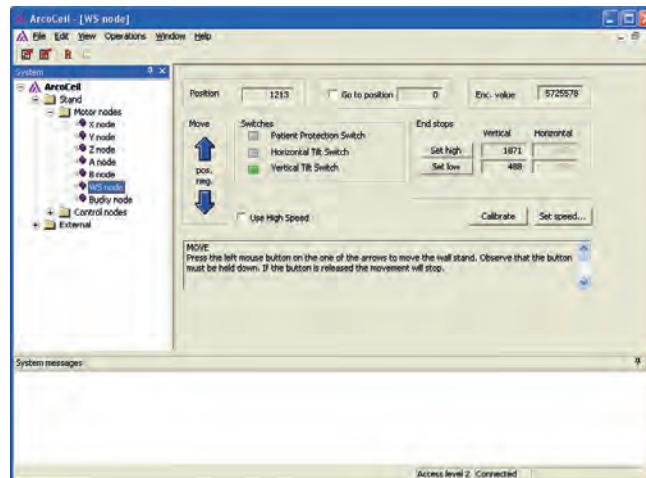 ArcoCeil - [WS node]
File Edit View Operations Window Help
R C
System
ArcoCeil
Stand
Motor nodes
X node
Y node
Z node
A node
B node
WS node
Bucky node
Control nodes
External
Position 1213 Go to position 0 Enc. value 5725578
Move
pos.
neg.
Switches
Patient Protection Switch
Horizontal Tilt Switch
Vertical Tilt Switch
Use High Speed
End stops
Vertical Horizontal
Set high 1871
Set low 488
Calibrate Set speed...
MOVE
Press the left mouse button on the one of the arrows to move the wall stand. Observe that the button
must be held down. If the button is released the movement will stop.
System messages
Access level 2 Connected